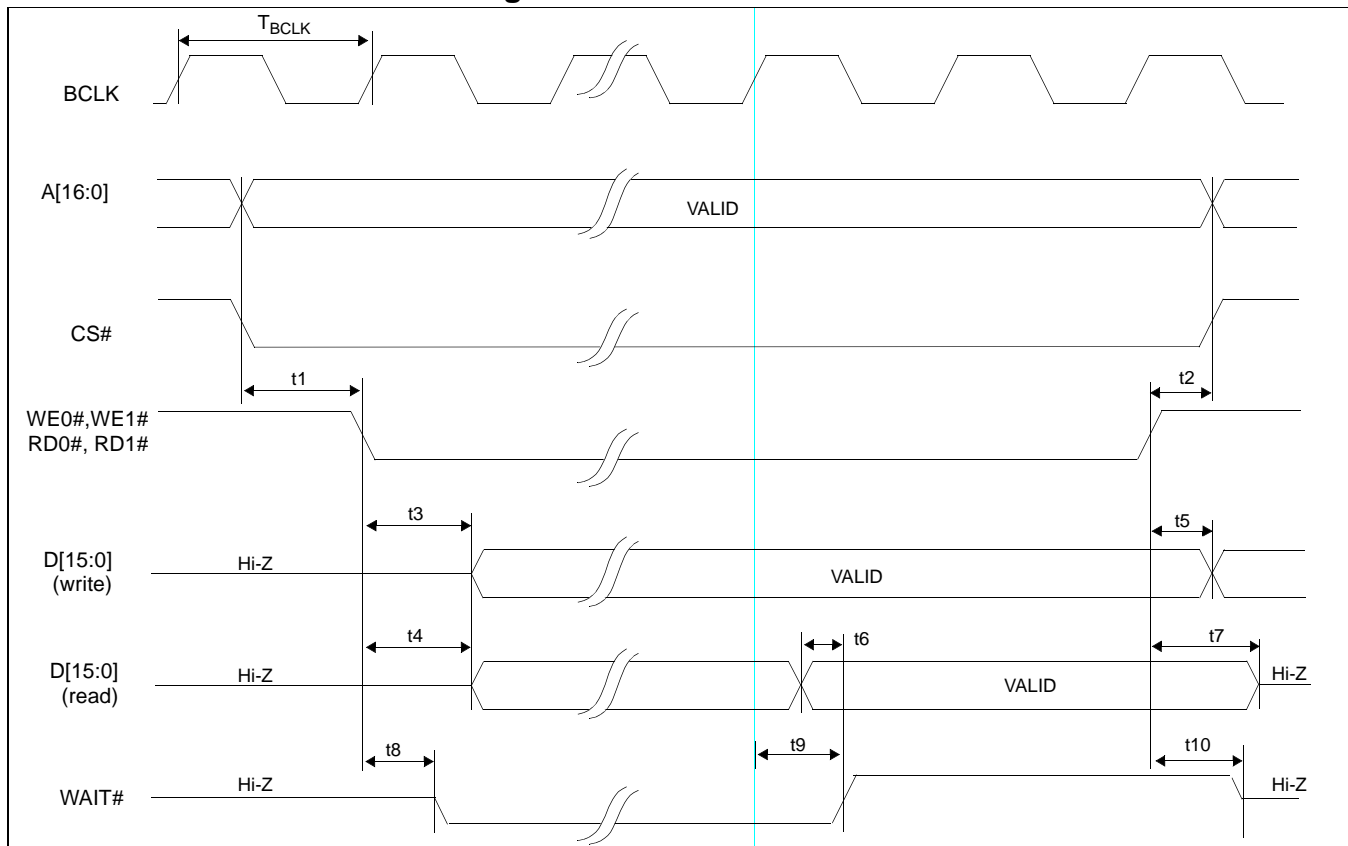 TBCLK
BCLK
A[16:0]
VALID
CS#
t1
t2
WE0#,WE1#
RD0#, RD1#
t3
t5
D[15:0]
(write)
Hi-Z
VALID
t4
t6
t7
D[15:0]
(read)
Hi-Z
VALID
Hi-Z
t8
t9
t10
WAIT#
Hi-Z
Hi-Z